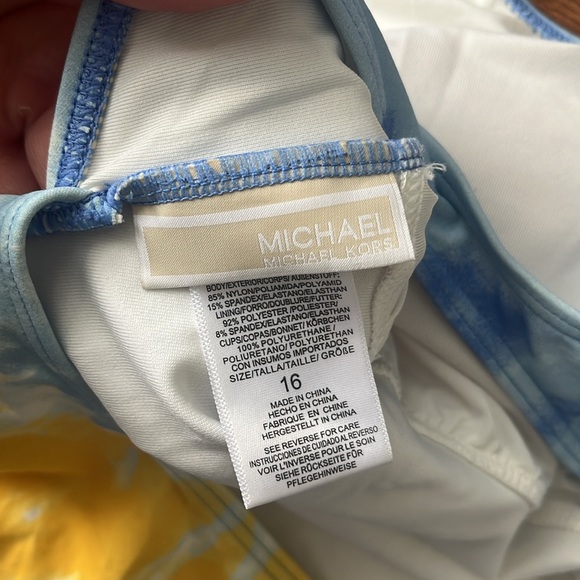 MICHAEL
MICHAEL KORS
BODY/EXTERIOR/CORPS/AUßENSTOFF:
85% NYLON/POLIAMIDA/POLYAMID
15% SPANDEX/ELASTANO/ELASTHAN
LINING/FORRO/DOUBLURE/FUTTER:
92% POLYESTER /POLIESTER/
8% SPANDEX/ELASTANO/ELASTHAN
CUPS/COPAS/BONNET/ KÖRBCHEN
100% POLYURETHANE /
POLIURETANO/ POLYURETHAN
CON INSUMOS IMPORTADOS
SIZE/TALLA/TAILLE/ GRÖßE
16
MADE IN CHINA
HECHO EN CHINA
FABRIQUE EN CHINE
HERGESTELLT IN CHINA
SEE REVERSE FOR CARE
INSTRUCCIONES DE CUIDADO AL REVERSO
VOIR L'INVERSE POUR LE SOIN
SIEHE RÜCKSEITE FÜR
PFLEGEHINWEISE